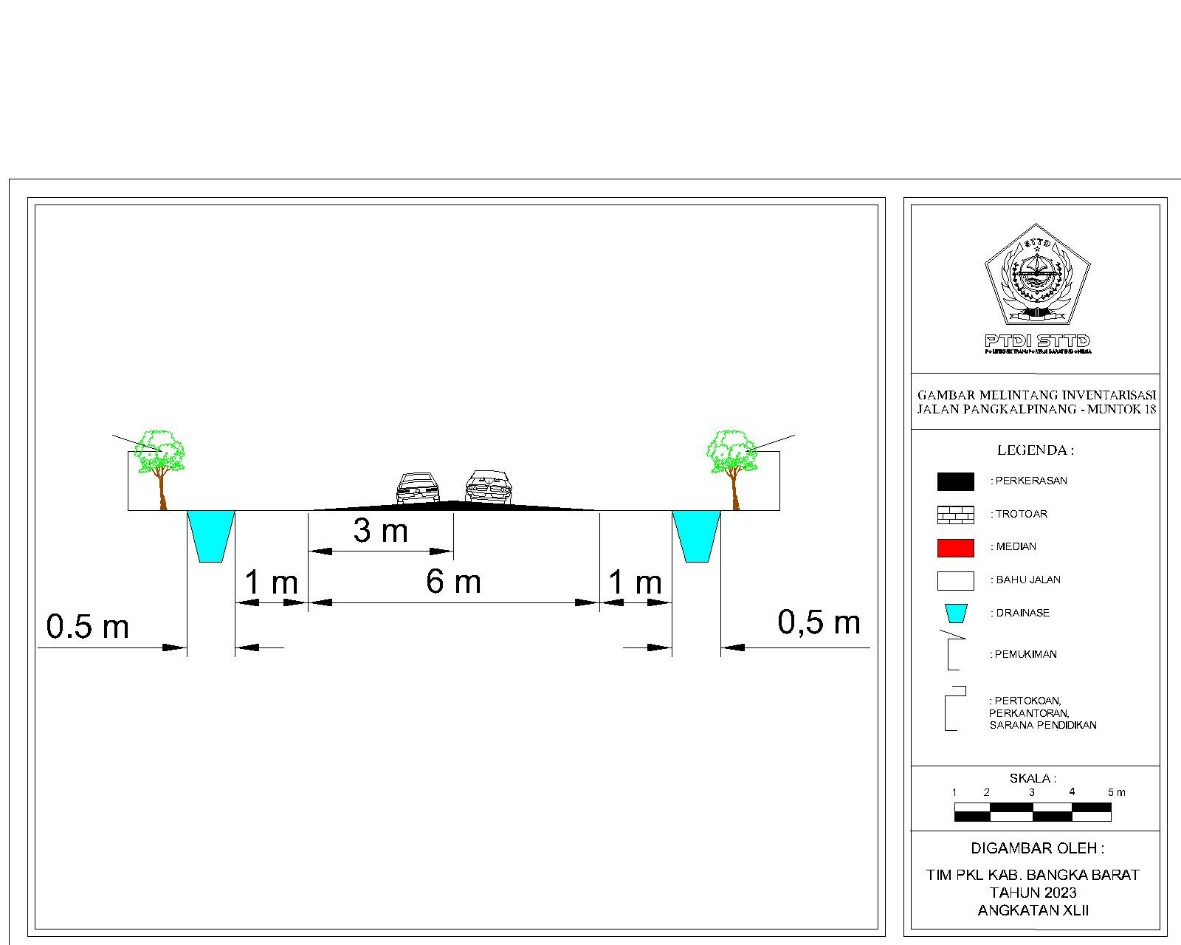 3 m
1 m
6 m
1 m
0.5 m
0,5 m
STTD
PTDI STTD
GAMBAR MELINTANG INVENTARISASI
JALAN PANGKALPINANG - MUNTOK 18
LEGENDA :
: PERKERASAN
: TROTOAR
: MEDIAN
: BAHU JALAN
: DRAINASE
: PEMUKIMAN
: PERTOKOAN,
PERKANTORAN,
SARANA PENDIDIKAN
SKALA :
1 2 3 4 5 m
DIGAMBAR OLEH :
TIM PKL KAB. BANGKA BARAT
TAHUN 2023
ANGKATAN XLII